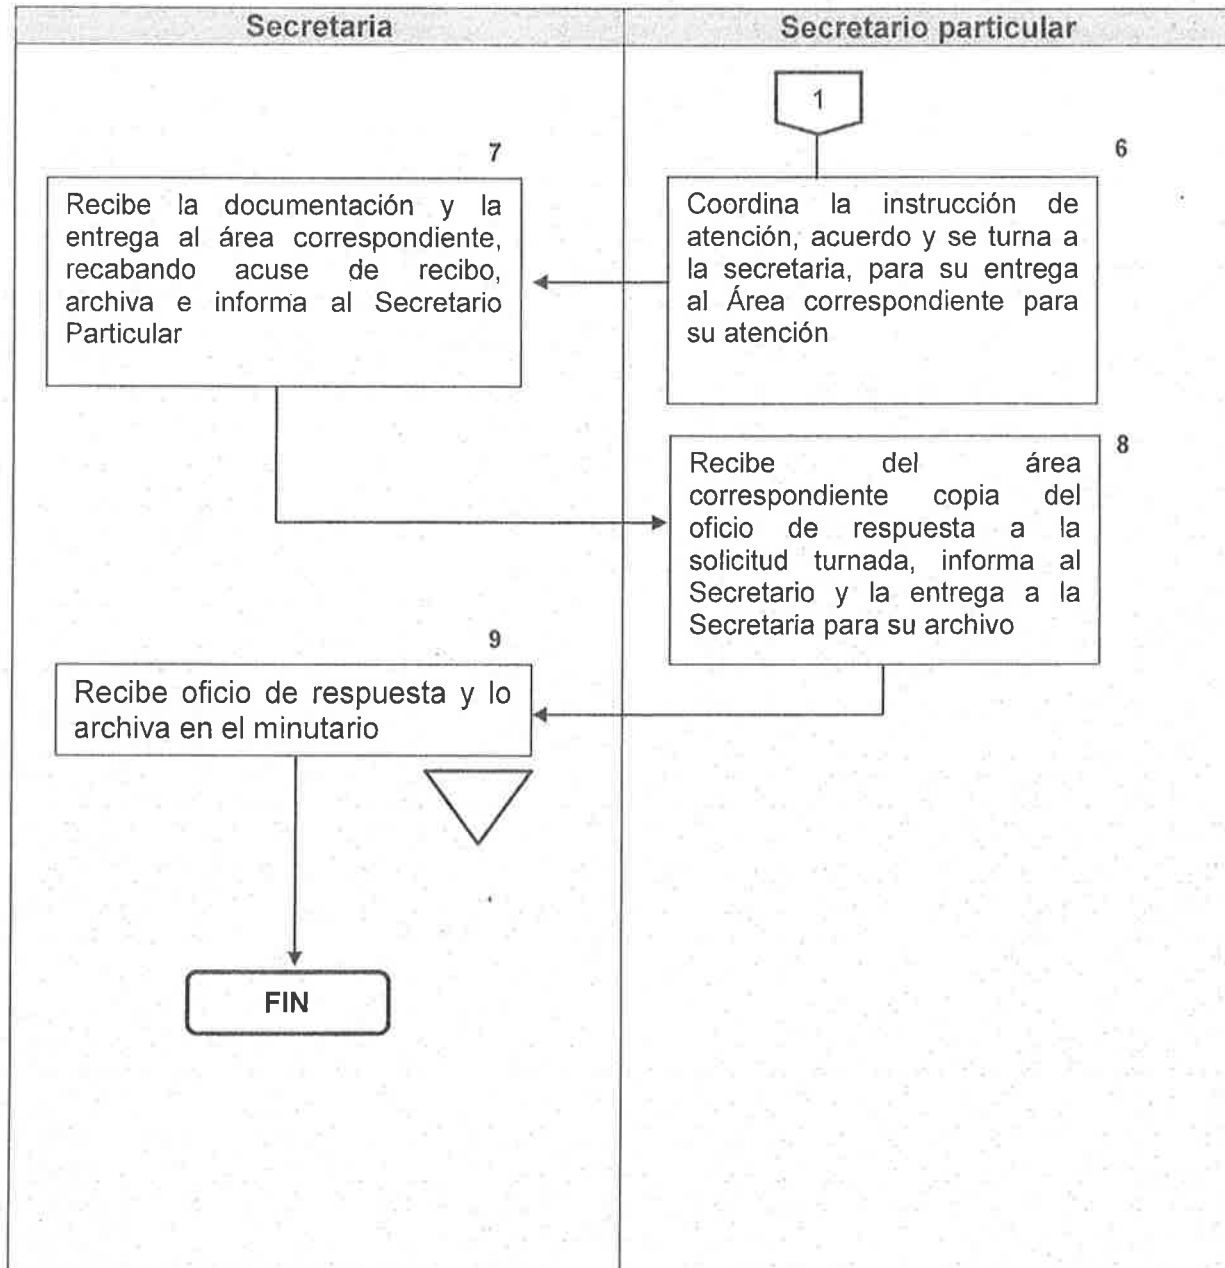 Secretaria
Secretario particular
1
6
Coordina la instrucción de
atención, acuerdo y se turna a
la secretaria, para su entrega
al Área correspondiente para
su atención
7
Recibe la documentación y la
entrega al área correspondiente,
recabando acuse de recibo,
archiva e informa al Secretario
Particular
8
Recibe del área
correspondiente copia del
oficio de respuesta a la
solicitud turnada, informa al
Secretario y la entrega a la
Secretaria para su archivo
9
Recibe oficio de respuesta y lo
archiva en el minutario
FIN